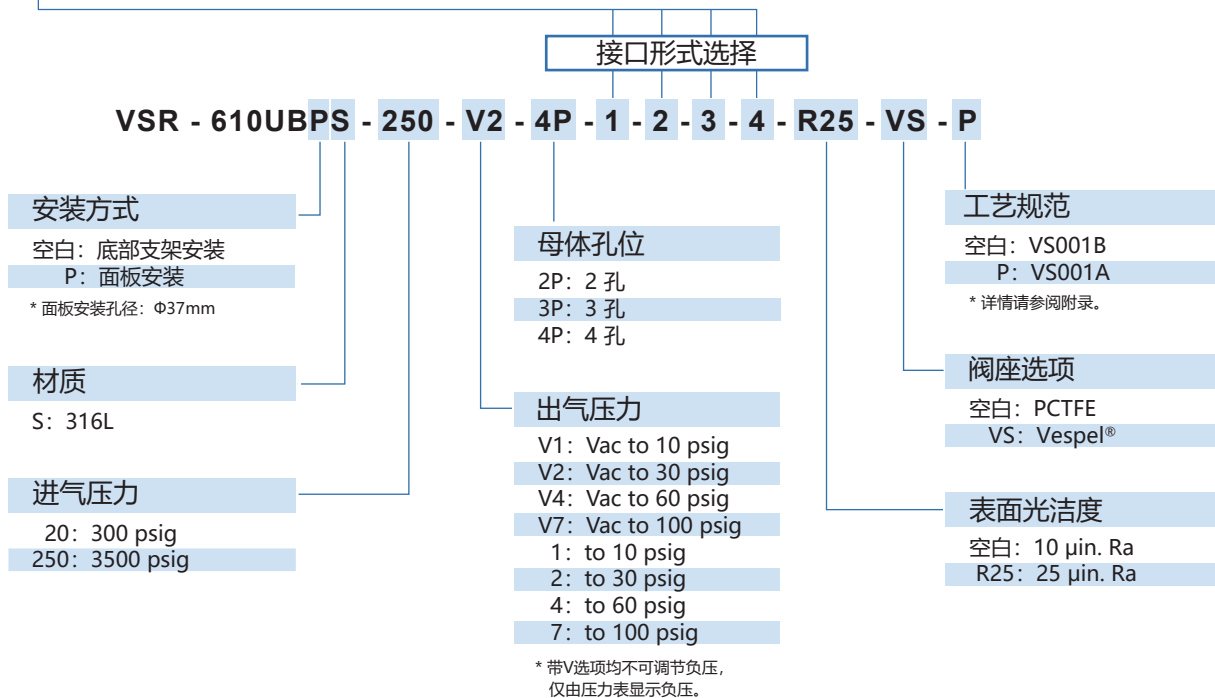 接口形式选择
VSR - 610UBPS - 250 - V2 - 4P - 1 - 2 - 3 - 4 - R25 - VS - P
安装方式
空白：底部支架安装
P：面板安装
* 面板安装孔径：Φ37mm
材质
S：316L
进气压力
20：300 psig
250：3500 psig
母体孔位
2P：2 孔
3P：3 孔
4P：4 孔
出气压力
V1：Vac to 10 psig
V2：Vac to 30 psig
V4：Vac to 60 psig
V7：Vac to 100 psig
1：to 10 psig
2：to 30 psig
4：to 60 psig
7：to 100 psig
* 带V选项均不可调节负压，
仅由压力表显示负压。
工艺规范
空白：VS001B
P：VS001A
* 详情请参阅附录。
阀座选项
空白：PCTFE
VS：Vespel®
表面光洁度
空白：10 μin. Ra
R25：25 μin. Ra